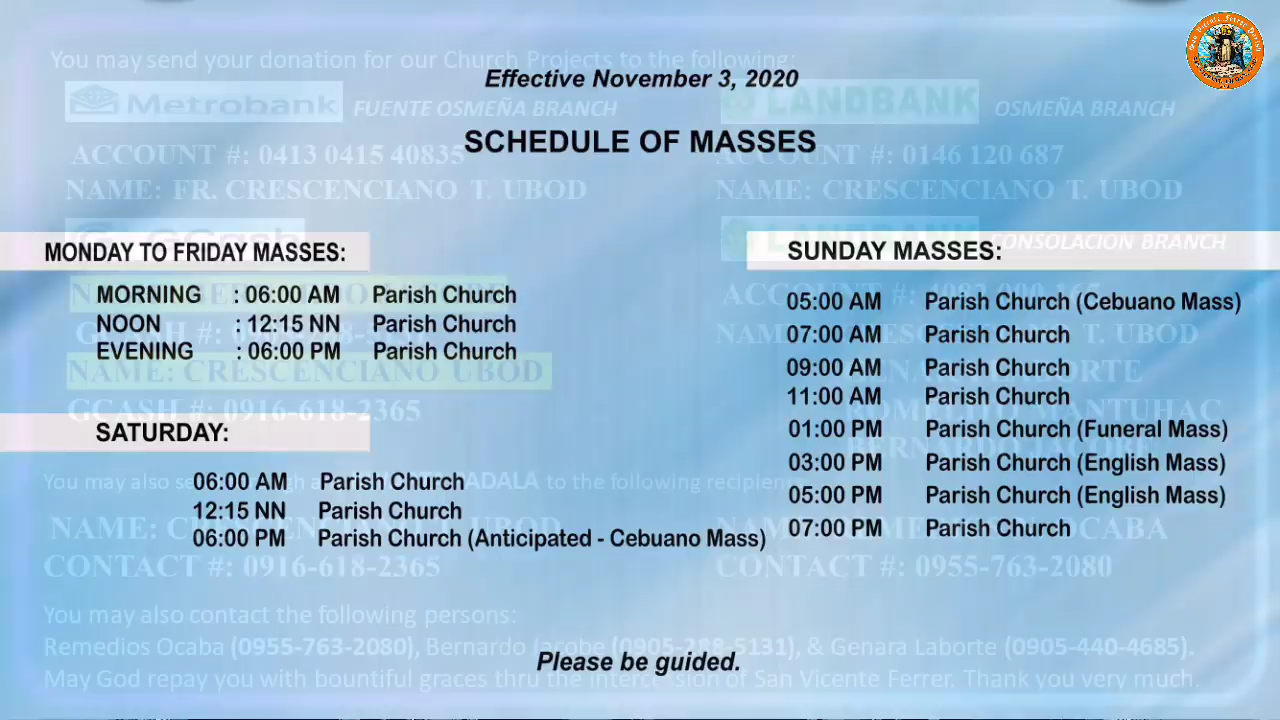 You may send your donation for our Church Projects to the following:
Effective November 3, 2020
Metrobank FUENTE OSMEÑA BRANCH
LANDBANK OSMEÑA BRANCH
SCHEDULE OF MASSES
ACCOUNT #: 0413 0415 40835
NAME: FR. CRESCENCIANO T. UBOD
ACCOUNT #: 0146 120 687
NAME: CRESCENCIANO T. UBOD
MONDAY TO FRIDAY MASSES:
MORNING : 06:00 AM Parish Church
NOON : 12:15 NN Parish Church
EVENING : 06:00 PM Parish Church
NAME: CRESCENCIANO UBOD
GCASH #: 0916-618-2365
SATURDAY:
06:00 AM Parish Church
12:15 NN Parish Church
06:00 PM Parish Church (Anticipated - Cebuano Mass)
CONSOLACION BRANCH
SUNDAY MASSES:
05:00 AM Parish Church (Cebuano Mass)
07:00 AM Parish Church
09:00 AM Parish Church
11:00 AM Parish Church
01:00 PM Parish Church (Funeral Mass)
03:00 PM Parish Church (English Mass)
05:00 PM Parish Church (English Mass)
07:00 PM Parish Church
You may also to the following
CONTACT #: 0916-618-2365
CONTACT #: 0955-763-2080
You may also contact the following persons:
Remedios Ocaba (0955-763-2080), Bernardo Jacobe (0905-288-5131), & Genara Laborte (0905-440-4685).
Please be guided.
May God repay you with bountiful graces thru the intercession of San Vicente Ferrer. Thank you very much.